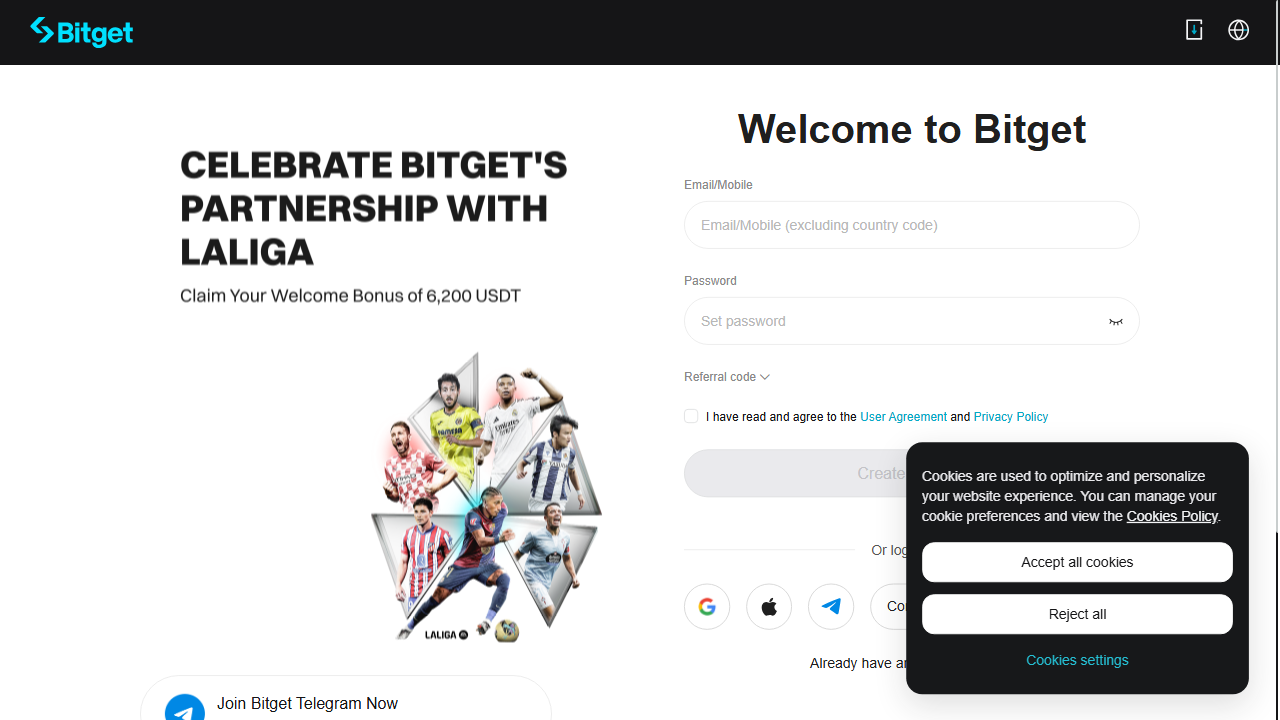 Bitget
CELEBRATE BITGET'S
PARTNERSHIP WITH
LALIGA
Claim Your Welcome Bonus of 6,200 USDT
LALIGA
Join Bitget Telegram Now
Welcome to Bitget
Email/Mobile
Email/Mobile (excluding country code)
Password
Set password
Referral code
I have read and agree to the User Agreement and Privacy Policy
Create
Or log
Con
Already have an
Cookies are used to optimize and personalize
your website experience. You can manage your
cookie preferences and view the Cookies Policy.
Accept all cookies
Reject all
Cookies settings